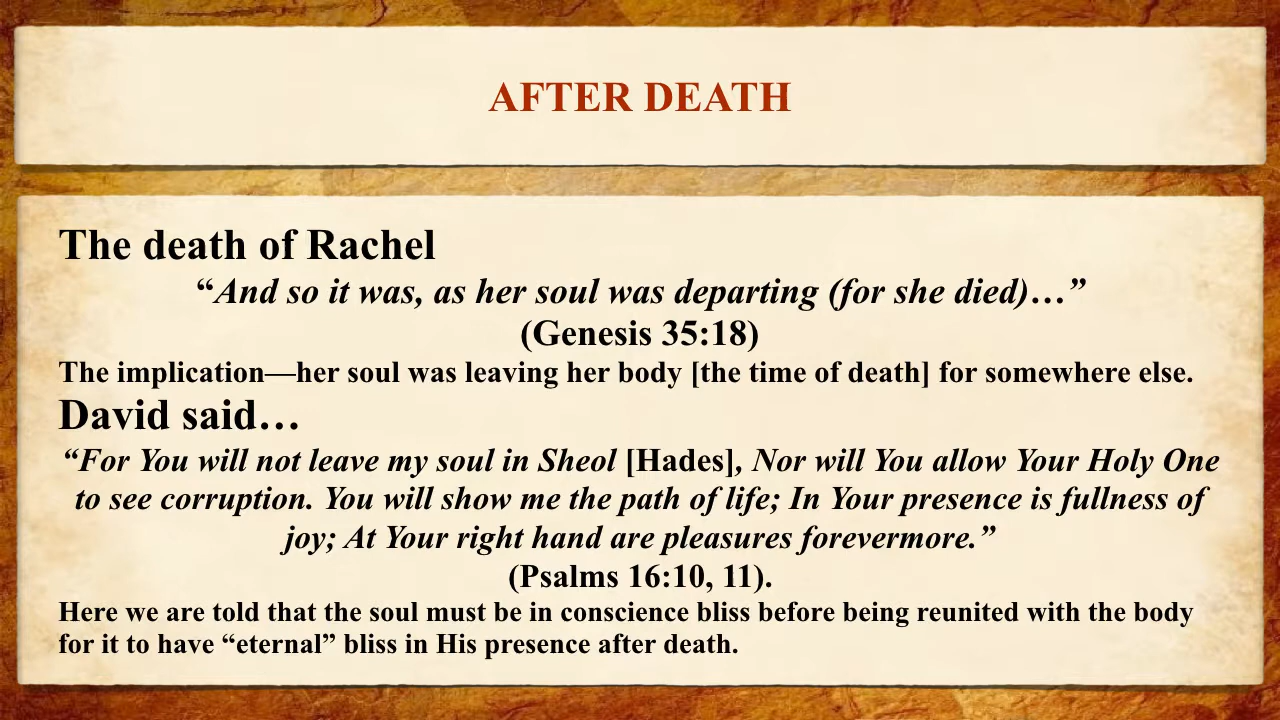 AFTER DEATH
The death of Rachel
“And so it was, as her soul was departing (for she died)…”
(Genesis 35:18)
The implication—her soul was leaving her body [the time of death] for somewhere else.
David said…
“For You will not leave my soul in Sheol [Hades], Nor will You allow Your Holy One
to see corruption. You will show me the path of life; In Your presence is fullness of
joy; At Your right hand are pleasures forevermore.”
(Psalms 16:10, 11).
Here we are told that the soul must be in conscience bliss before being reunited with the body
for it to have “eternal” bliss in His presence after death.